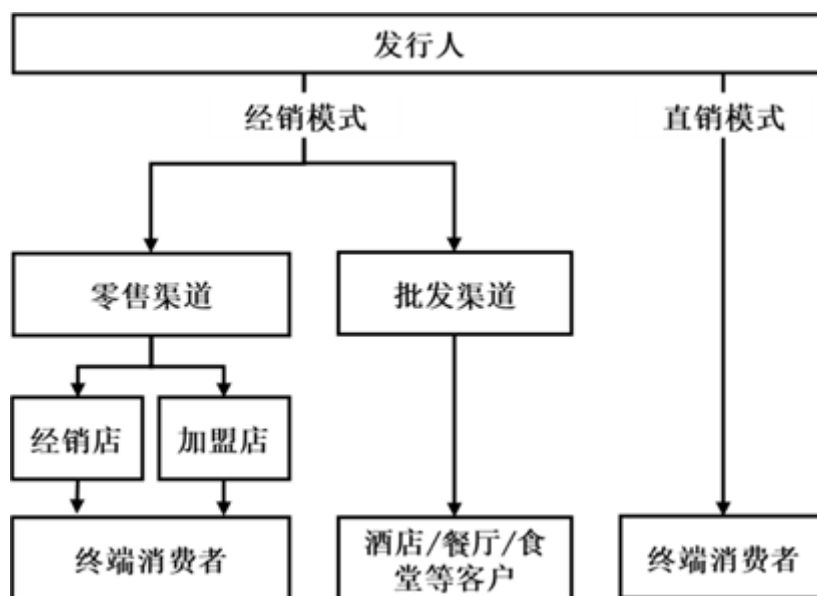 发行人
经销模式
直销模式
零售渠道
批发渠道
经销店
加盟店
终端消费者
酒店/餐厅/食
堂等客户
终端消费者